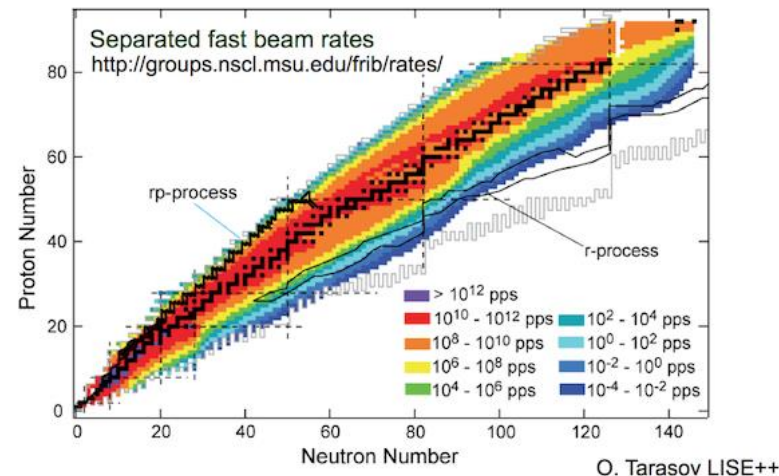 Separated fast beam rates
http://groups.nscl.msu.edu/frib/rates/
80
60
40
20
0
Proton Number
rp-process
r-process
> 10¹² pps
10¹⁰ - 10¹² pps
10⁸ - 10¹⁰ pps
10⁶ - 10⁸ pps
10⁴ - 10⁶ pps
10² - 10⁴ pps
10⁰ - 10² pps
10⁻² - 10⁰ pps
10⁻⁴ - 10⁻² pps
0 20 40 60 80 100 120 140
Neutron Number
O. Tarasov LISE++